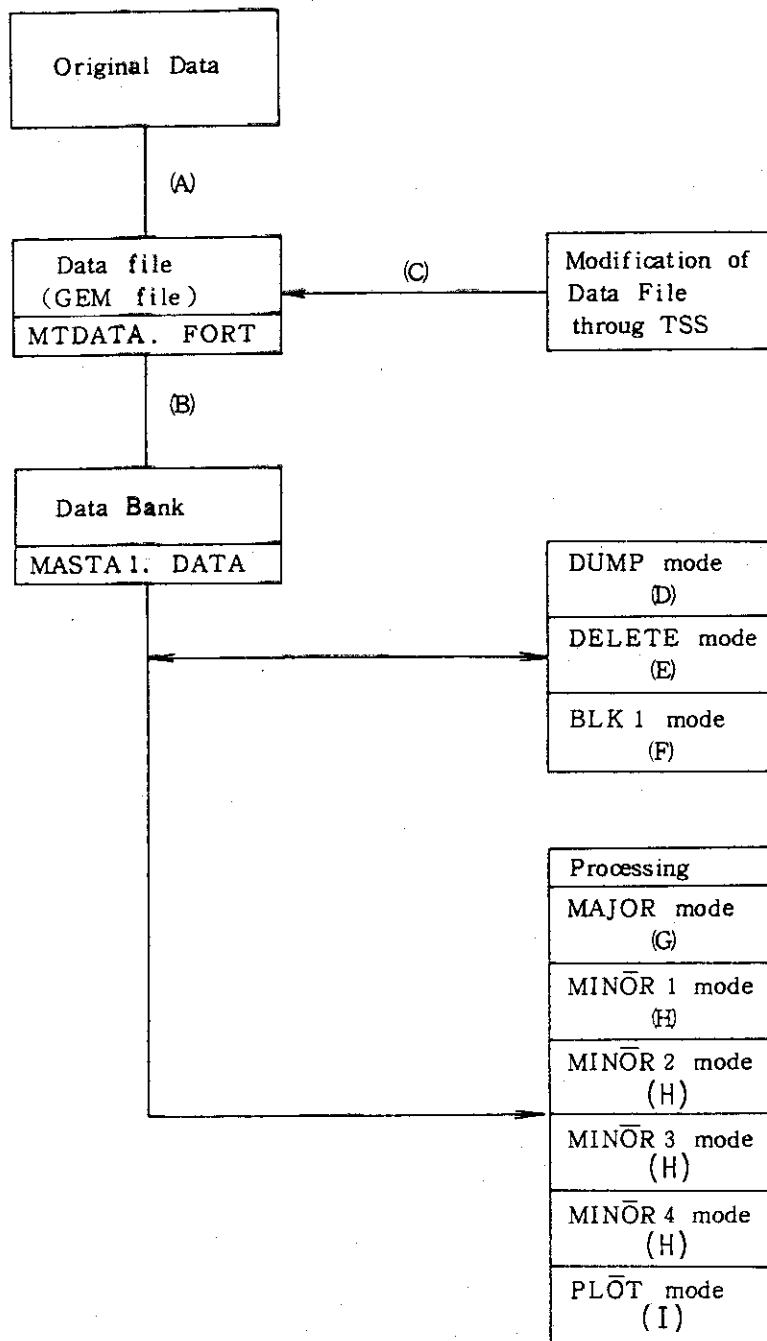 Original Data
(A)
Data file
(GEM file)
MTDATA. FORT
(C)
Modification of
Data File
throug TSS
(B)
Data Bank
MASTA1. DATA
DUMP mode
(D)
DELETE mode
(E)
BLK 1 mode
(F)
Processing
MAJOR mode
(G)
MINŌR 1 mode
(H)
MINŌR 2 mode
(H)
MINŌR 3 mode
(H)
MINŌR 4 mode
(H)
PLŌT mode
(I)